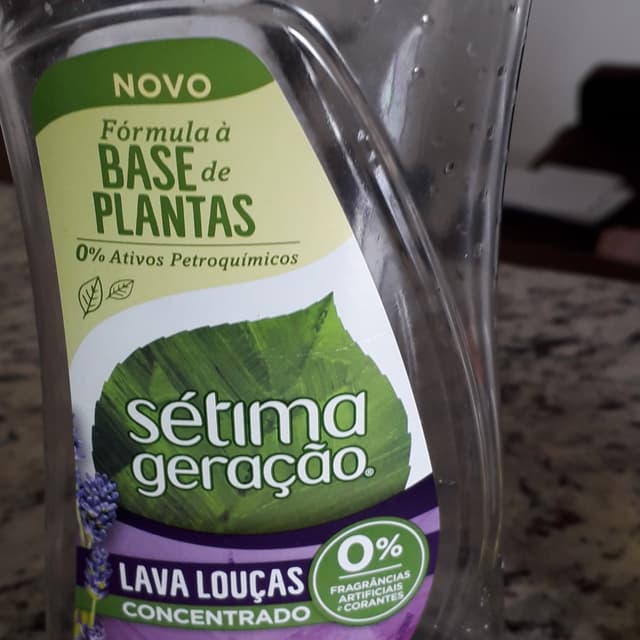 NOVO
Fórmula à
BASE de
PLANTAS
0% Ativos Petroquímicos
sétima
geração®
LAVA LOUÇAS
CONCENTRADO
0%
FRAGRÂNCIAS
ARTIFICIAIS
e CORANTES